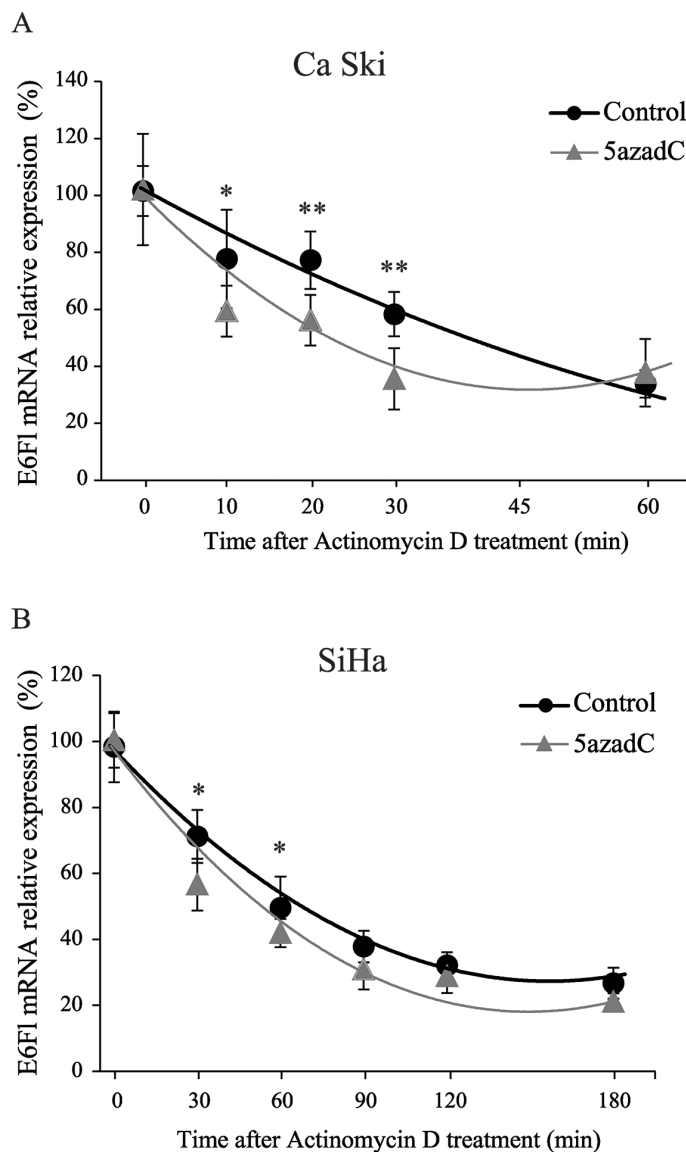 A
Ca Ski
E6Fl mRNA relative expression (%)
140
120
100
80
60
40
20
0
Control
5azadC
*
**
**
0 10 20 30 45 60
Time after Actinomycin D treatment (min)
B
SiHa
E6Fl mRNA relative expression (%)
120
100
80
60
40
20
0
Control
5azadC
*
*
0 30 60 90 120 180
Time after Actinomycin D treatment (min)